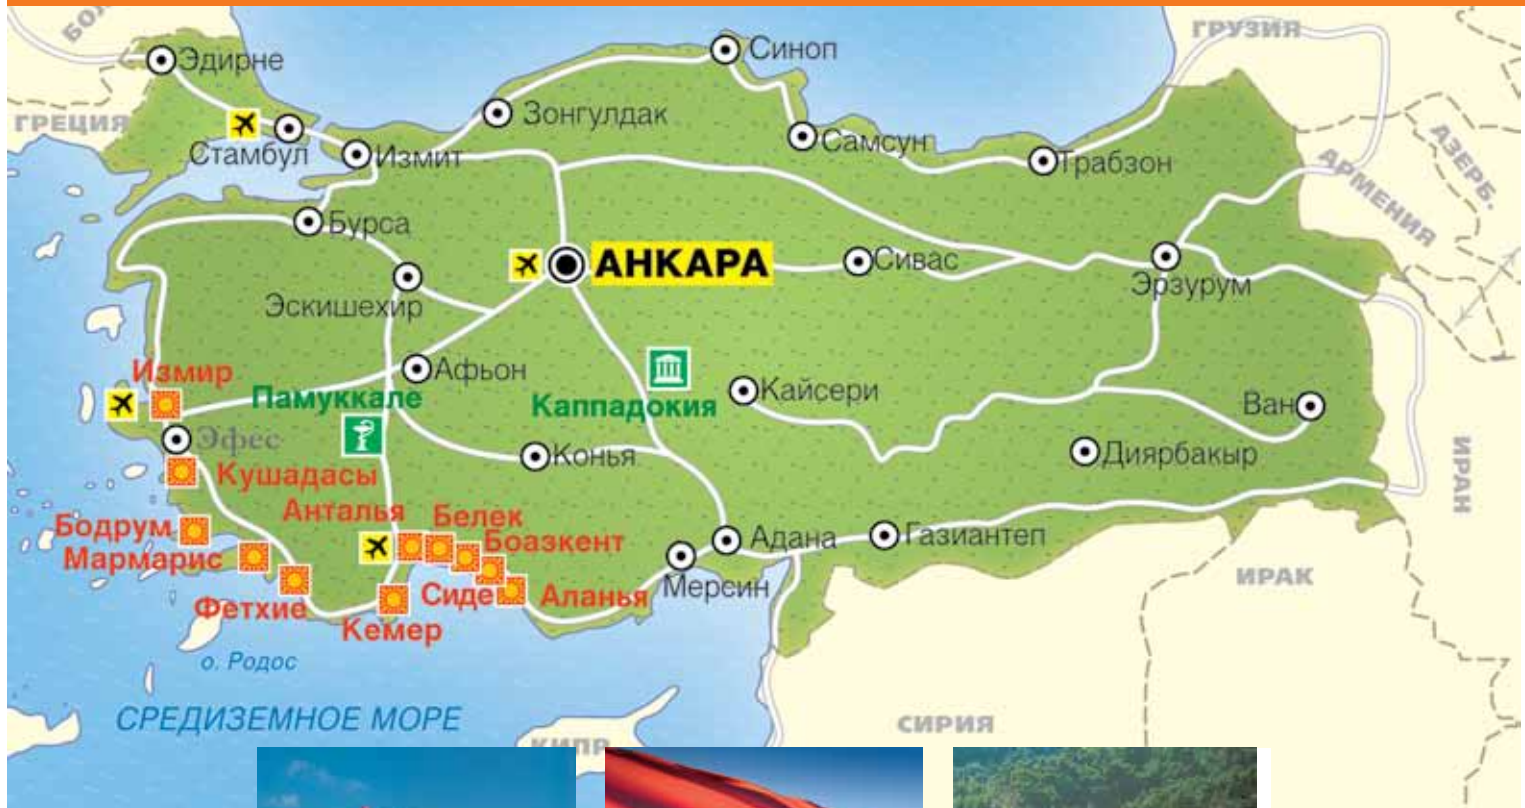 БОЛ
ГРУЗИЯ
Эдирне
Синоп
ГРЕЦИЯ
Зонгулдак
Стамбул
Измит
Самсун
Трабзон
АЗЕРБ.
АРМЕНИЯ
Бурса
АНКАРА
Сивас
Эрзурум
Эскишехир
Измир
Афьон
Памуккале
Каппадокия
Кайсери
Ван
Эфес
Конья
Диярбакыр
ИРАН
Кушадасы
Анталья
Белек
Бодрум
Боазкент
Мармарис
Адана
Газиантеп
Мерсин
ИРАК
Фетхие
Сиде
Аланья
Кемер
о. Родос
СРЕДИЗЕМНОЕ МОРЕ
СИРИЯ
КИПР